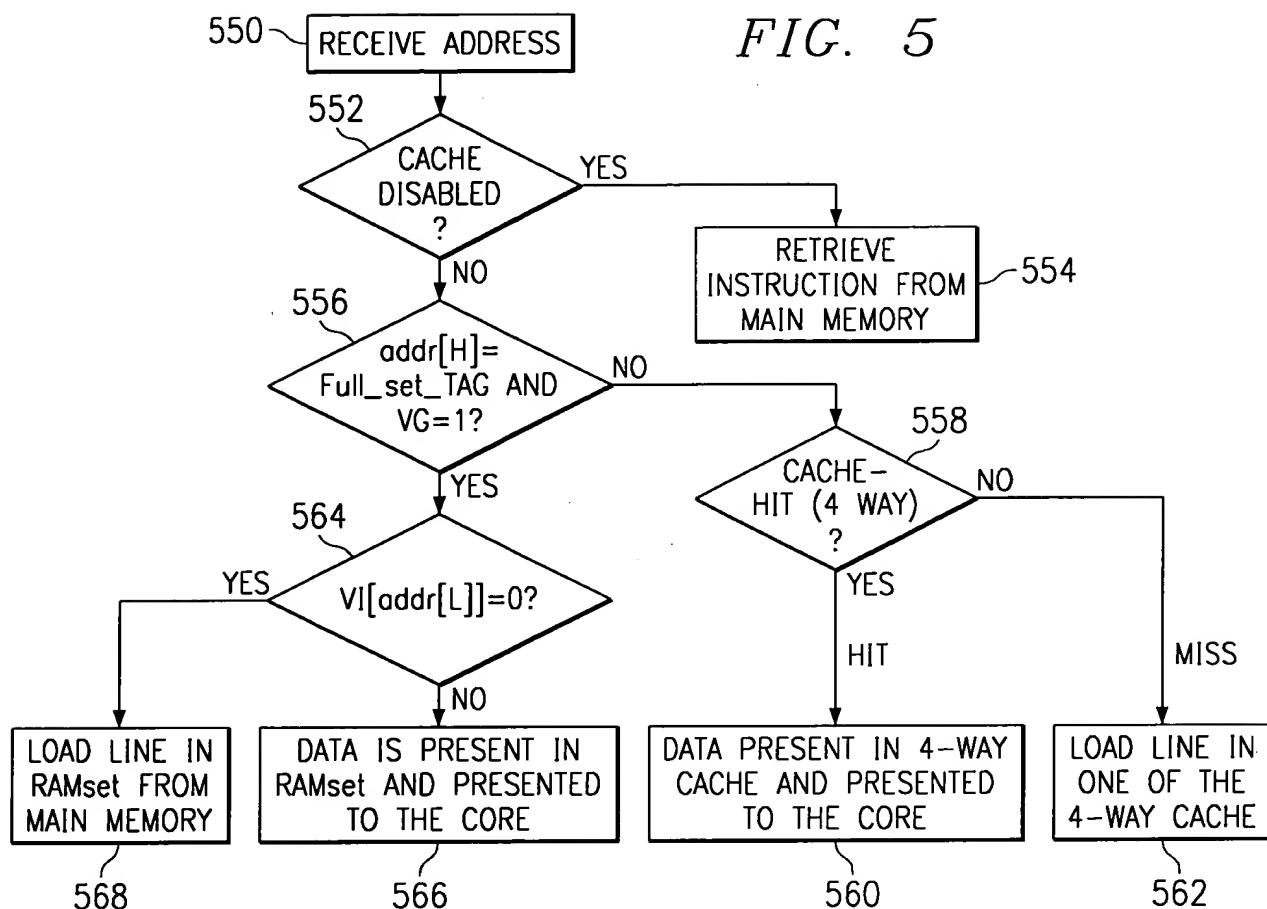 FIG. 5
550
RECEIVE ADDRESS
552
CACHE
DISABLED
?
YES
NO
RETRIEVE
INSTRUCTION FROM
MAIN MEMORY
554
556
addr[H]=
Full_set_TAG AND
VG=1?
NO
YES
558
CACHE-
HIT (4 WAY)
?
NO
YES
564
VI[addr[L]]=0?
YES
NO
HIT
MISS
LOAD LINE IN
RAMset FROM
MAIN MEMORY
DATA IS PRESENT IN
RAMset AND PRESENTED
TO THE CORE
DATA PRESENT IN 4-WAY
CACHE AND PRESENTED
TO THE CORE
LOAD LINE IN
ONE OF THE
4-WAY CACHE
568
566
560
562